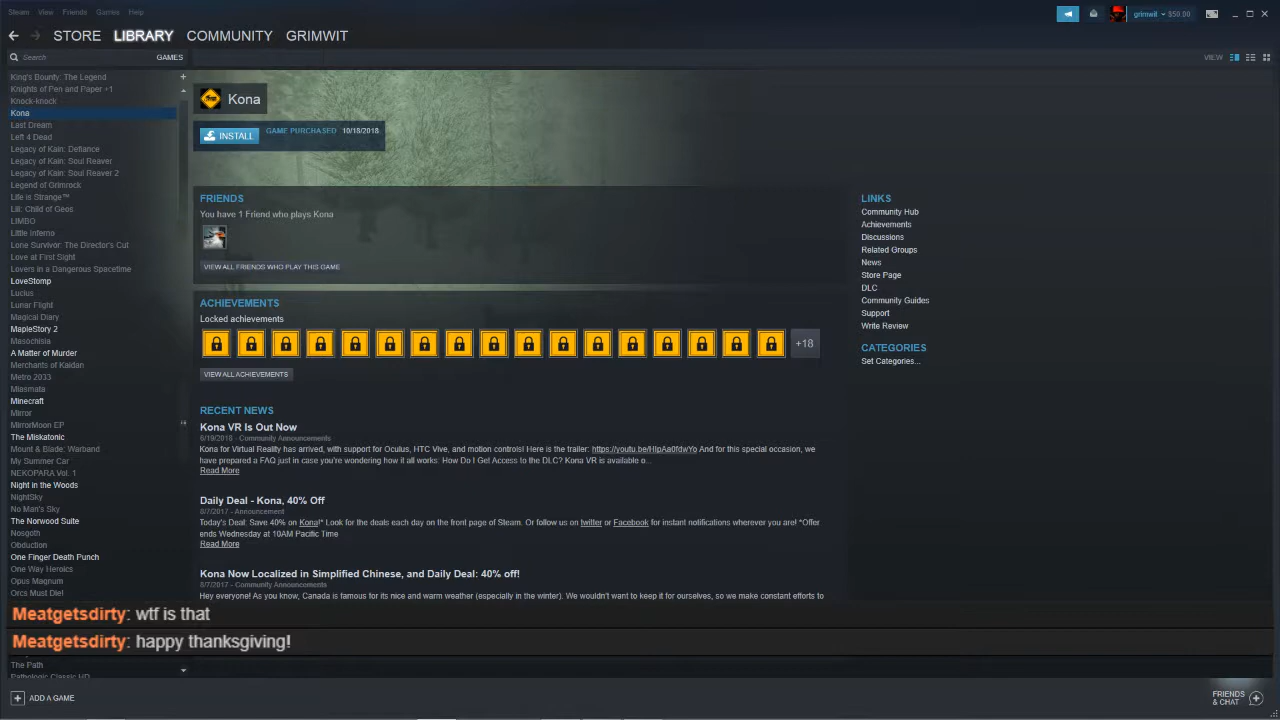 Steam View Friends Games Help
grimwit $50.00
STORE LIBRARY COMMUNITY GRIMWIT
Search GAMES
VIEW
King's Bounty: The Legend
Knights of Pen and Paper +1
Knock-knock
Kona
Last Dream
Left 4 Dead
Legacy of Kain: Defiance
Legacy of Kain: Soul Reaver
Legacy of Kain: Soul Reaver 2
Legend of Grimrock
Life is Strange™
Lili: Child of Geos
LIMBO
Little Inferno
Lone Survivor: The Director's Cut
Love at First Sight
Lovers in a Dangerous Spacetime
LoveStomp
Lucius
Lunar Flight
Magical Diary
MapleStory 2
Masochisia
A Matter of Murder
Merchants of Kaidan
Metro 2033
Miasmata
Minecraft
Mirror
MirrorMoon EP
The Miskatonic
Mount & Blade: Warband
My Summer Car
NEKOPARA Vol. 1
Night in the Woods
NightSky
No Man's Sky
The Norwood Suite
Nosgoth
Obduction
One Finger Death Punch
One Way Heroics
Opus Magnum
Orcs Must Die!
The Path
Pathologic Classic HD
Kona
INSTALL
GAME PURCHASED 10/18/2018
FRIENDS
You have 1 Friend who plays Kona
VIEW ALL FRIENDS WHO PLAY THIS GAME
ACHIEVEMENTS
Locked achievements
+18
VIEW ALL ACHIEVEMENTS
RECENT NEWS
Kona VR Is Out Now
6/19/2018 - Community Announcements
Kona for Virtual Reality has arrived, with support for Oculus, HTC Vive, and motion controls! Here is the trailer: https://youtu.be/HIpAa0fdwYo And for this special occasion, we
have prepared a FAQ just in case you're wondering how it all works: How Do I Get Access to the DLC? Kona VR is available o...
Read More
Daily Deal - Kona, 40% Off
8/7/2017 - Announcement
Today's Deal: Save 40% on Kona!* Look for the deals each day on the front page of Steam. Or follow us on twitter or Facebook for instant notifications wherever you are! *Offer
ends Wednesday at 10AM Pacific Time
Read More
Kona Now Localized in Simplified Chinese, and Daily Deal: 40% off!
8/7/2017 - Community Announcements
Hey everyone! As you know, Canada is famous for its nice and warm weather (especially in the winter). We wouldn't want to keep it for ourselves, so we make constant efforts to
LINKS
Community Hub
Achievements
Discussions
Related Groups
News
Store Page
DLC
Community Guides
Support
Write Review
CATEGORIES
Set Categories...
Meatgetsdirty: wtf is that
Meatgetsdirty: happy thanksgiving!
ADD A GAME
FRIENDS
& CHAT